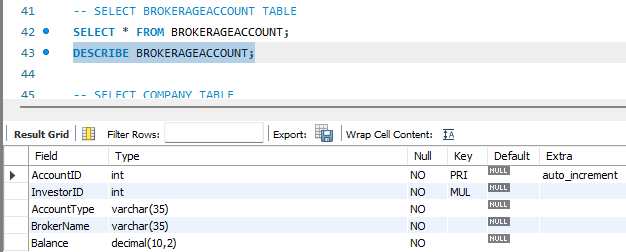 41 -- SELECT BROKERAGEACCOUNT TABLE
42 SELECT * FROM BROKERAGEACCOUNT;
43 DESCRIBE BROKERAGEACCOUNT;
44
45 -- SELECT COMPANY TABLE
Result Grid Filter Rows: Export: Wrap Cell Content: IA
Field Type Null Key Default Extra
AccountID int NO PRI NULL auto_increment
InvestorID int NO MUL NULL
AccountType varchar(35) NO NULL
BrokerName varchar(35) NO NULL
Balance decimal(10,2) NO NULL